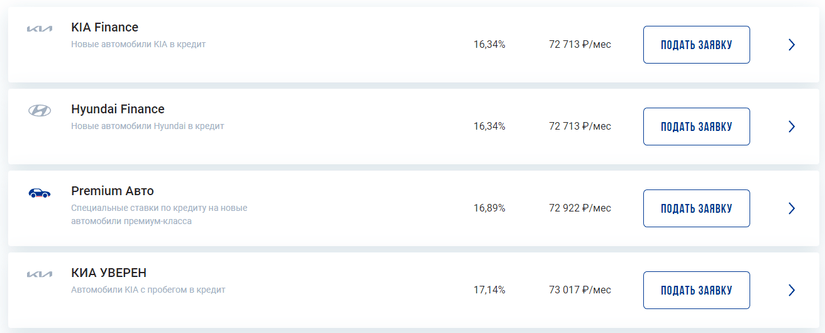 KIA Finance
Новые автомобили KIA в кредит
16,34%
72 713 ₽/мес
ПОДАТЬ ЗАЯВКУ
Hyundai Finance
Новые автомобили Hyundai в кредит
16,34%
72 713 ₽/мес
ПОДАТЬ ЗАЯВКУ
Premium Авто
Специальные ставки по кредиту на новые
автомобили премиум-класса
16,89%
72 922 ₽/мес
ПОДАТЬ ЗАЯВКУ
КИА УВЕРЕН
Автомобили KIA с пробегом в кредит
17,14%
73 017 ₽/мес
ПОДАТЬ ЗАЯВКУ